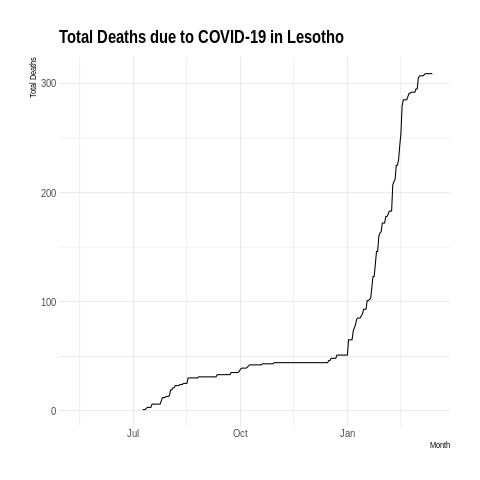 Total Deaths due to COVID-19 in Lesotho
Total Deaths
300
200
100
0
Jul
Oct
Jan
Month